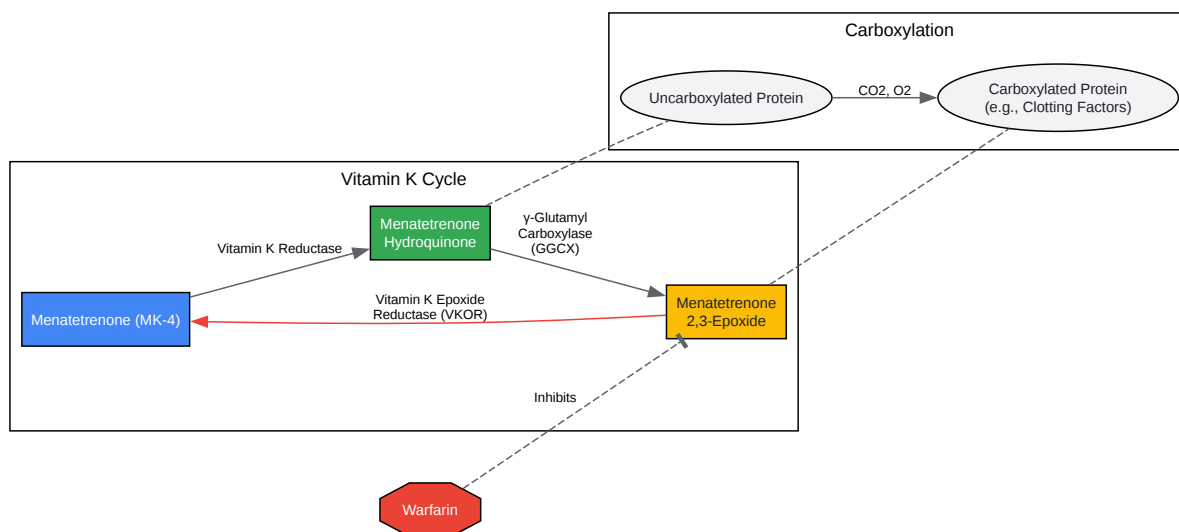 Carboxylation
Uncarboxylated Protein
CO2, O2
Carboxylated Protein
(e.g., Clotting Factors)
Vitamin K Cycle
Menatetrenone
Hydroquinone
γ-Glutamyl
Carboxylase
(GGCX)
Vitamin K Reductase
Menatetrenone (MK-4)
Vitamin K Epoxide
Reductase (VKOR)
Menatetrenone
2,3-Epoxide
Inhibits
Warfarin